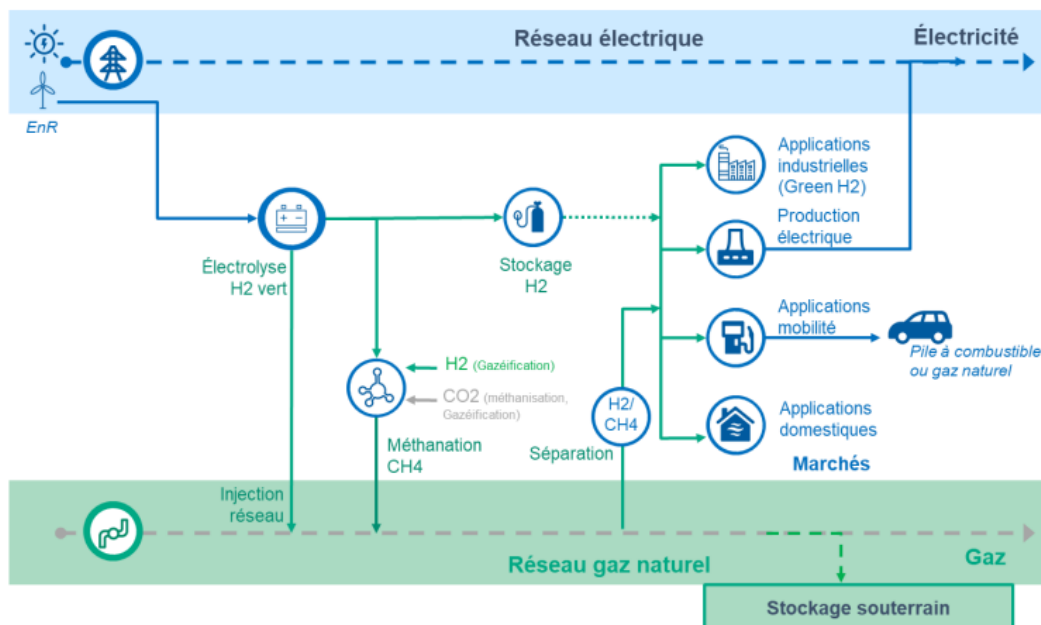 Réseau électrique
Électricité
EnR
Applications
industrielles
(Green H2)
Production
électrique
Électrolyse
H2 vert
Stockage
H2
Applications
mobilité
Pile à combustible
ou gaz naturel
H2 (Gazéification)
CO2 (méthanisation,
Gazéification)
H2/
CH4
Méthanation
CH4
Séparation
Applications
domestiques
Marchés
Injection
réseau
Réseau gaz naturel
Gaz
Stockage souterrain